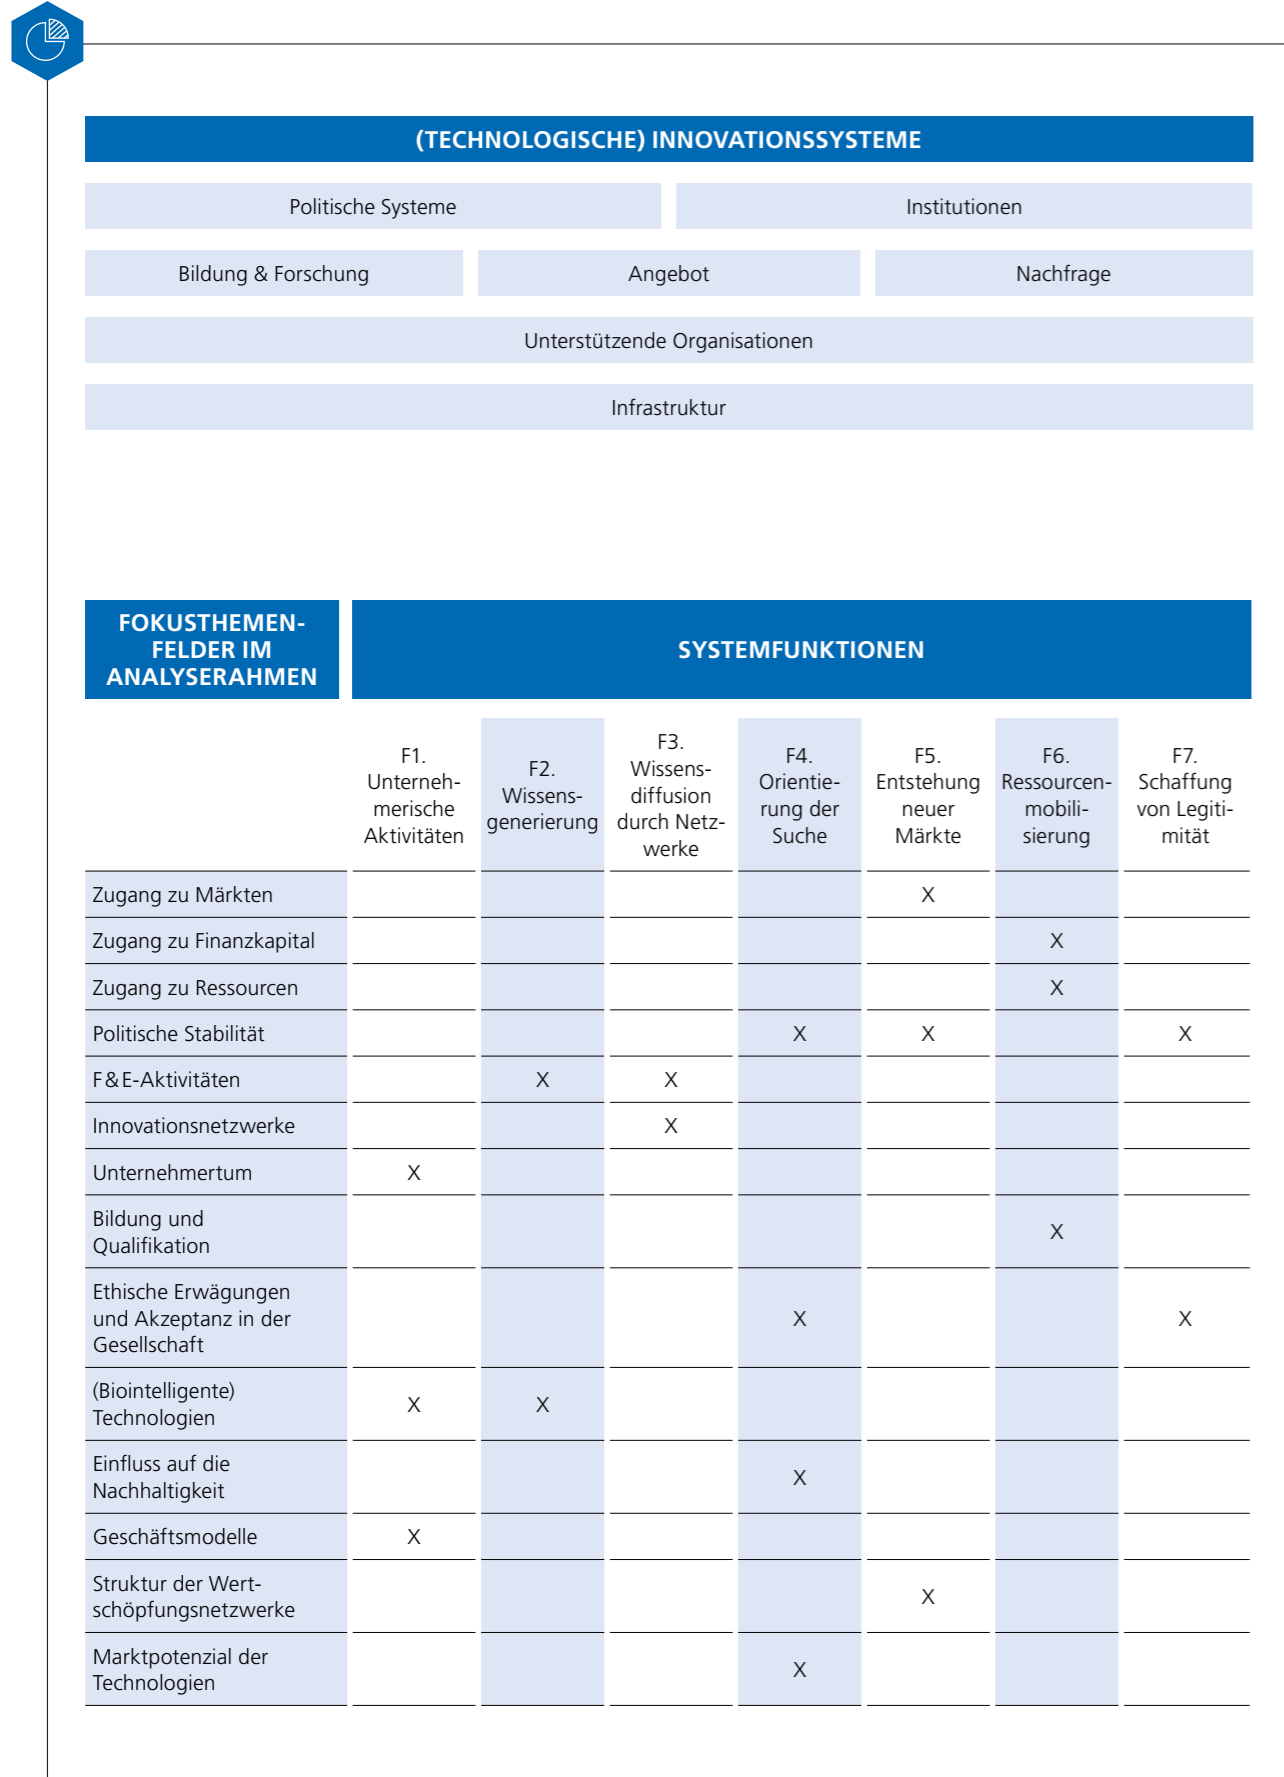 (TECHNOLOGISCHE) INNOVATIONSSYSTEME
Politische Systeme
Institutionen
Bildung & Forschung
Angebot
Nachfrage
Unterstützende Organisationen
Infrastruktur
FOKUSTHEMEN-
FELDER IM
ANALYSERAHMEN
SYSTEMFUNKTIONEN
F1.
Unterneh-
merische
Aktivitäten
F2.
Wissens-
generierung
F3.
Wissens-
diffusion
durch Netz-
werke
F4.
Orientie-
rung der
Suche
F5.
Entstehung
neuer
Märkte
F6.
Ressourcen-
mobili-
sierung
F7.
Schaffung
von Legiti-
mität
Zugang zu Märkten X
Zugang zu Finanzkapital X
Zugang zu Ressourcen X
Politische Stabilität X X X
F&E-Aktivitäten X X
Innovationsnetzwerke X
Unternehmertum X
Bildung und
Qualifikation X
Ethische Erwägungen
und Akzeptanz in der X X
Gesellschaft
(Biointelligente)
Technologien X X
Einfluss auf die
Nachhaltigkeit X
Geschäftsmodelle X
Struktur der Wert-
schöpfungsnetzwerke X
Marktpotenzial der
Technologien X